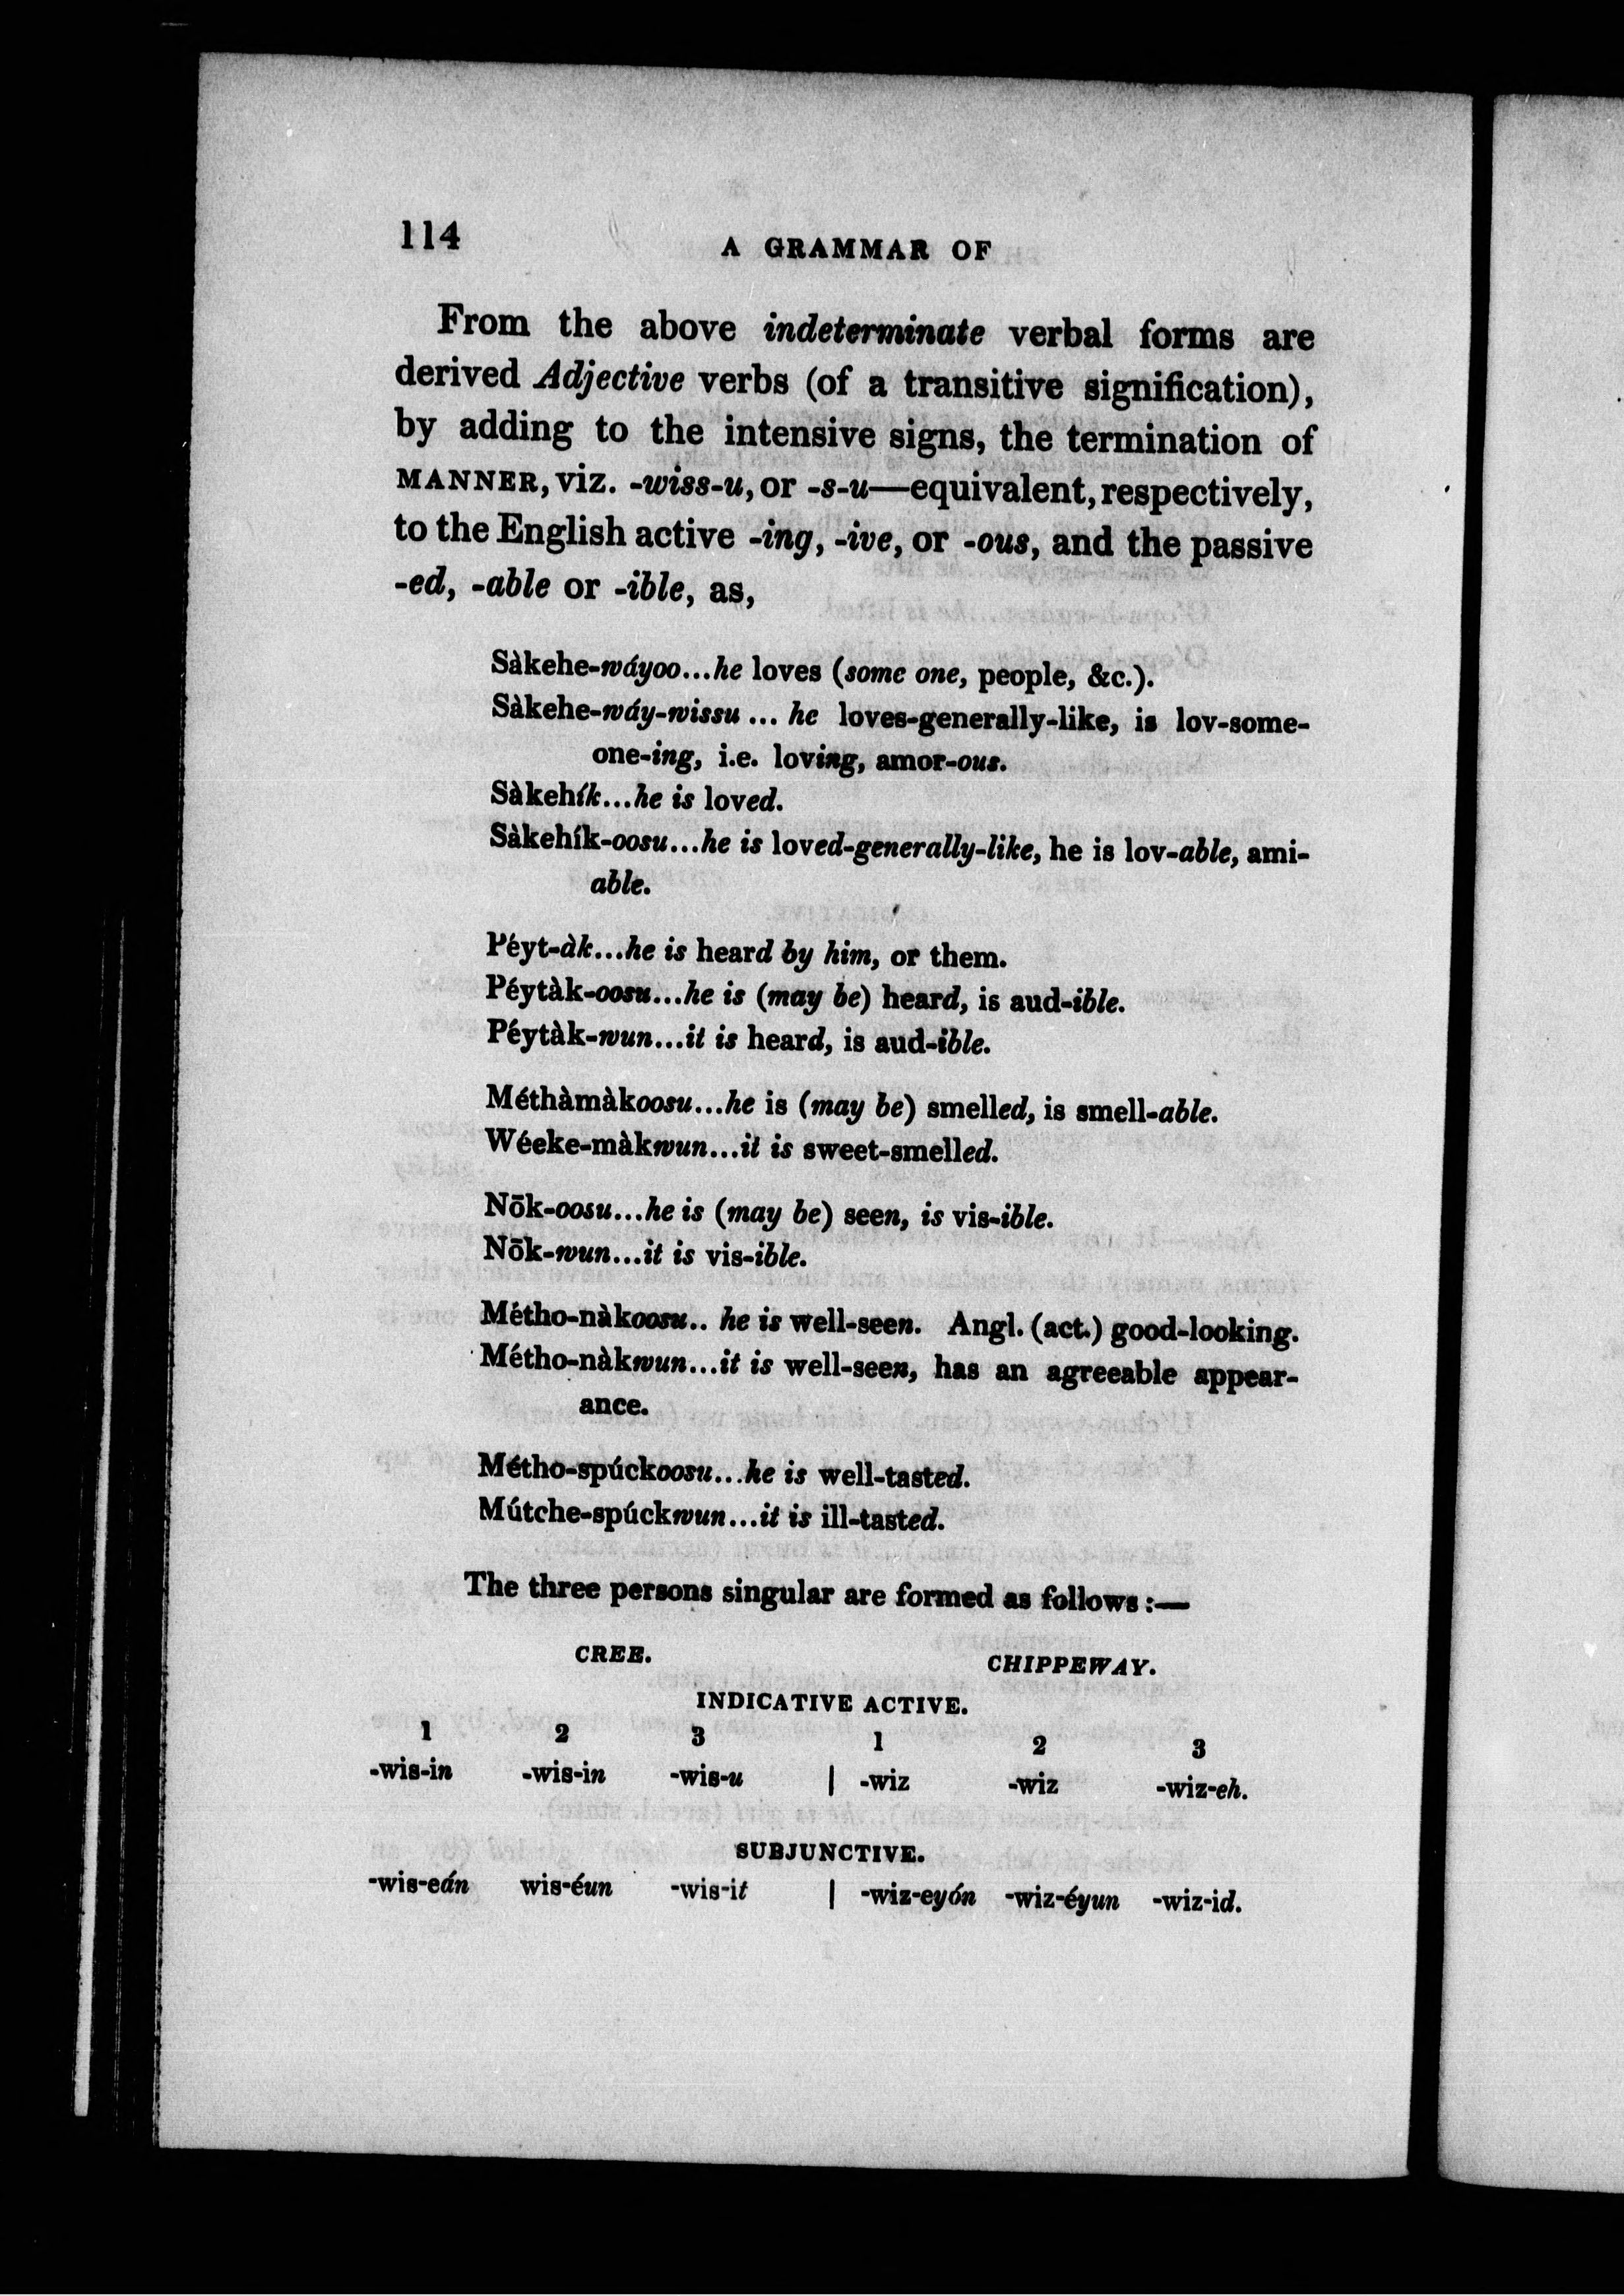 114
A GRAMMAR OF
From the above indeterminate verbal forms are
derived Adjective verbs (of a transitive signification),
by adding to the intensive signs, the termination of
MANNER, viz. -wiss-u, or -s-u—equivalent, respectively,
to the English active -ing, -ive, or -ous, and the passive
-ed, -able or -ible, as,
Sàkehe-wáyoo...he loves (some one, people, &c.).
Sàkehe-wáy-wissu ... he loves-generally-like, is lov-some-
one-ing, i.e. loving, amor-ous.
Sàkehík...he is loved.
Sàkehík-oosu...he is loved-generally-like, he is lov-able, ami-
able.
Péyt-àk...he is heard by him, or them.
Péytàk-oosu...he is (may be) heard, is aud-ible.
Péytàk-wun...it is heard, is aud-ible.
Méthàmàkoosu...he is (may be) smelled, is smell-able.
Wéeke-màkwun...it is sweet-smelled.
Nōk-oosu...he is (may be) seen, is vis-ible.
Nōk-wun...it is vis-ible.
Métho-nàkoosu.. he is well-seen. Angl. (act.) good-looking.
Métho-nàkwun...it is well-seen, has an agreeable appear-
ance.
Métho-spúckoosu...he is well-tasted.
Mútche-spúckwun...it is ill-tasted.
The three persons singular are formed as follows:—
CREE. CHIPPEWAY.
INDICATIVE ACTIVE.
1 2 3 1 2 3
-wis-in -wis-in -wis-u | -wiz -wiz -wiz-eh.
SUBJUNCTIVE.
-wis-eán wis-éun -wis-it | -wiz-eyón -wiz-éyun -wiz-id.